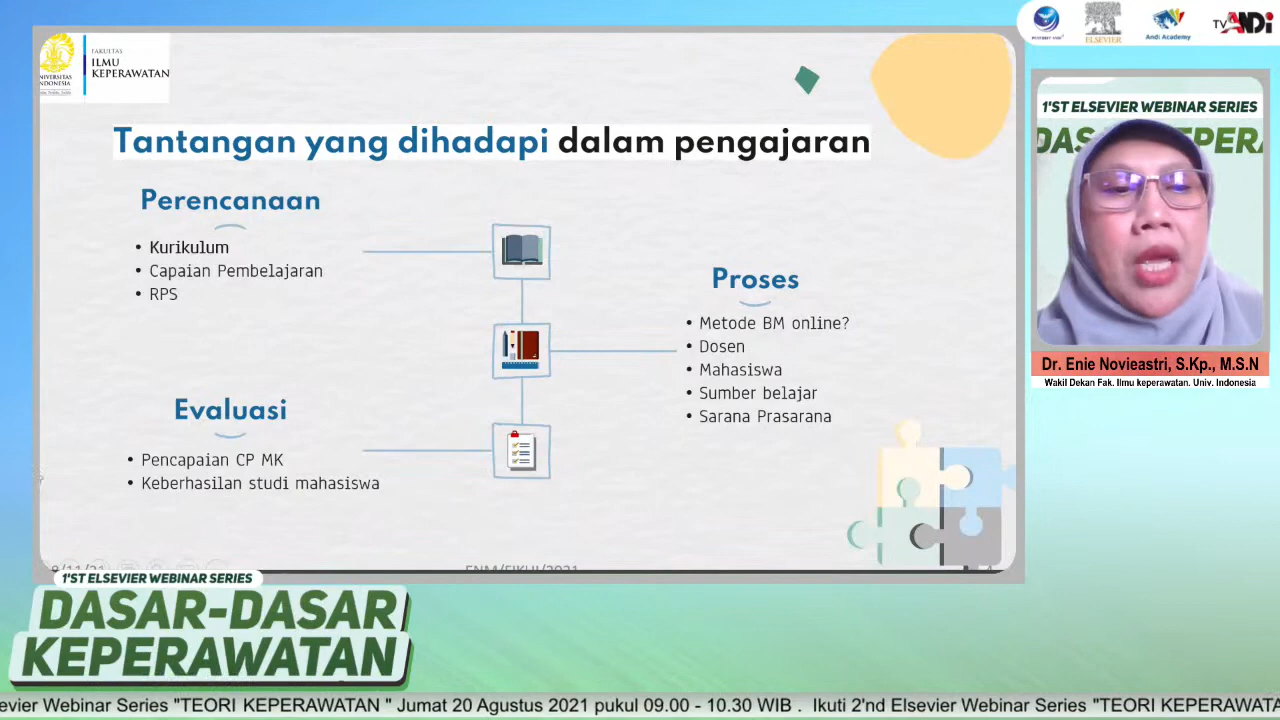 UNIVERSITAS
INDONESIA
FAKULTAS
ILMU
KEPERAWATAN
ELSEVIER
Andi Academy
TV ANDI
Tantangan yang dihadapi dalam pengajaran
Perencanaan
• Kurikulum
• Capaian Pembelajaran
• RPS
Proses
• Metode BM online?
• Dosen
• Mahasiswa
• Sumber belajar
• Sarana Prasarana
Evaluasi
• Pencapaian CP MK
• Keberhasilan studi mahasiswa
ENM/FIKUI/2021
1'ST ELSEVIER WEBINAR SERIES
Dr. Enie Novieastri, S.Kp., M.S.N
Wakil Dekan Fak. Ilmu keperawatan. Univ. Indonesia
1'ST ELSEVIER WEBINAR SERIES
DASAR-DASAR
KEPERAWATAN
sevier Webinar Series "TEORI KEPERAWATAN " Jumat 20 Agustus 2021 pukul 09.00 - 10.30 WIB . Ikuti 2'nd Elsevier Webinar Series "TEORI KEPERAWATA